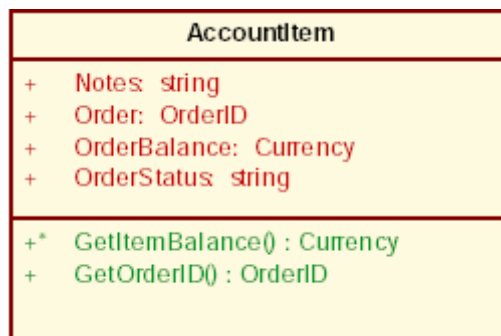 AccountItem
+ Notes: string
+ Order: OrderID
+ OrderBalance: Currency
+ OrderStatus: string
+* GetItemBalance() : Currency
+ GetOrderID() : OrderID